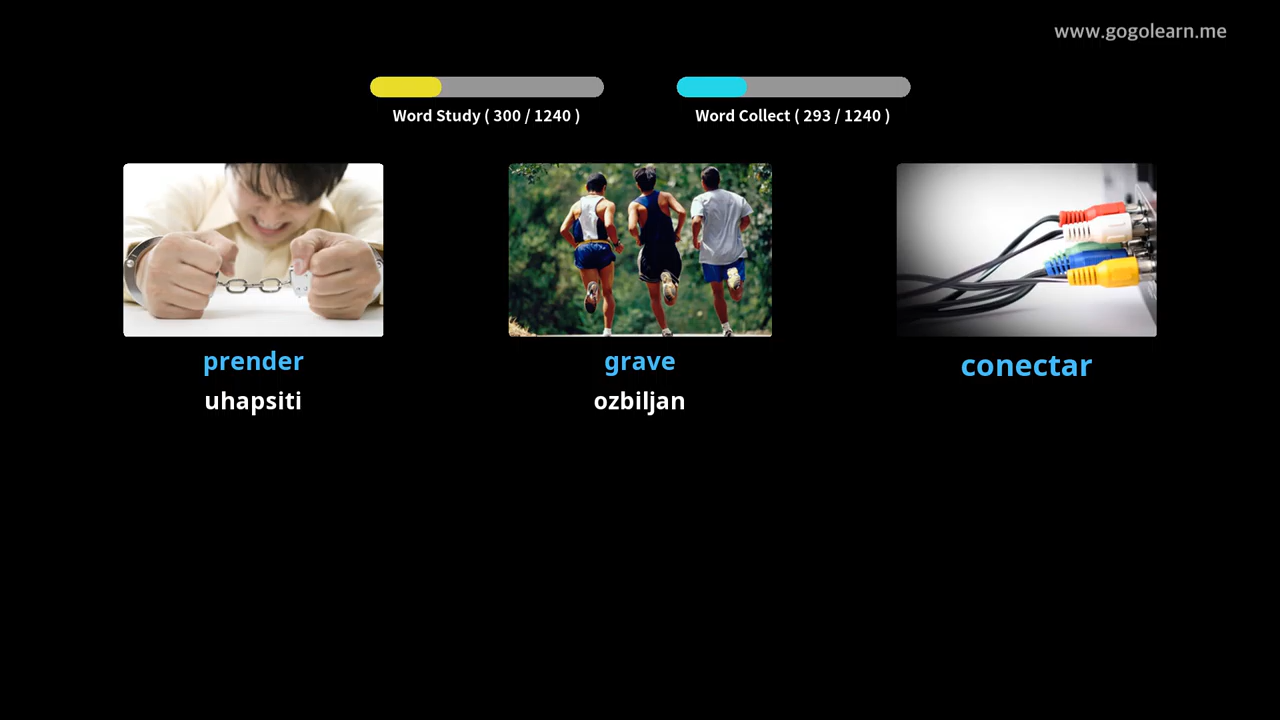 www.gogolearn.me
Word Study ( 300 / 1240 )
Word Collect ( 293 / 1240 )
prender
uhapsiti
grave
ozbiljan
conectar